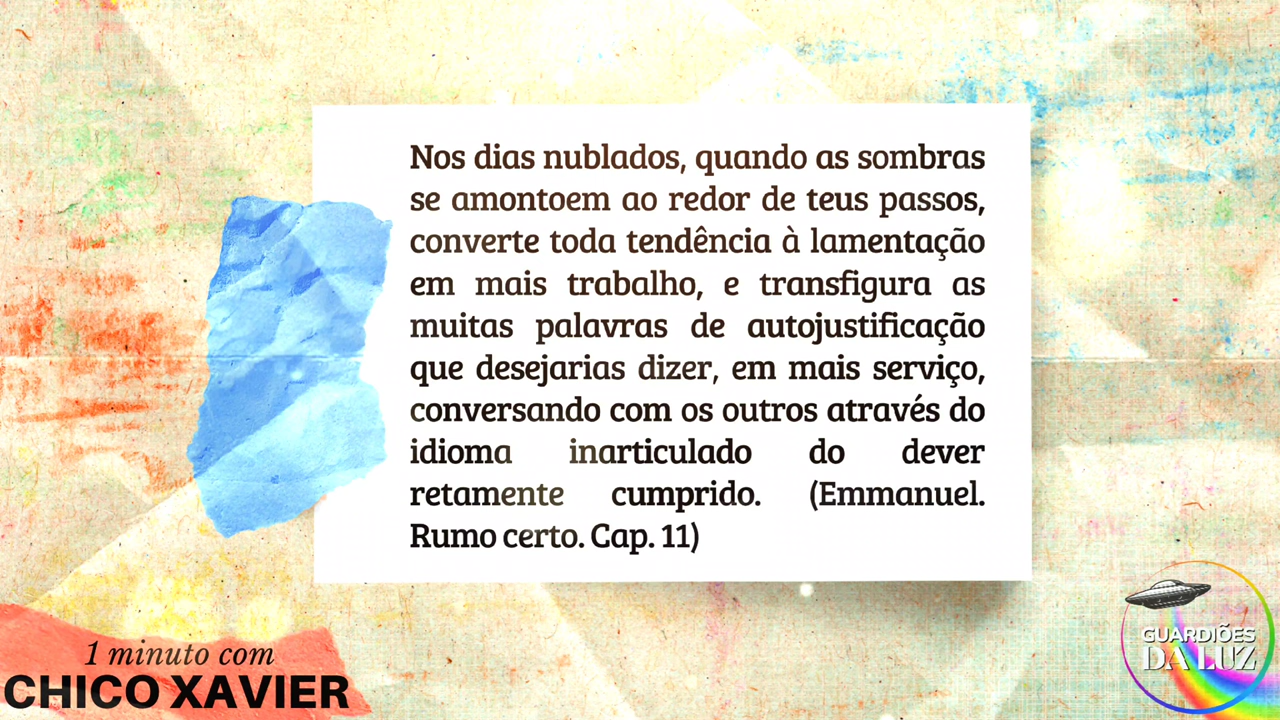 Nos dias nublados, quando as sombras
se amontoem ao redor de teus passos,
converte toda tendência à lamentação
em mais trabalho, e transfigura as
muitas palavras de autojustificação
que desejarias dizer, em mais serviço,
conversando com os outros através do
idioma inarticulado do dever
retamente cumprido. (Emmanuel.
Rumo certo. Cap. 11)
1 minuto com
CHICO XAVIER
GUARDIÕES
DA LUZ